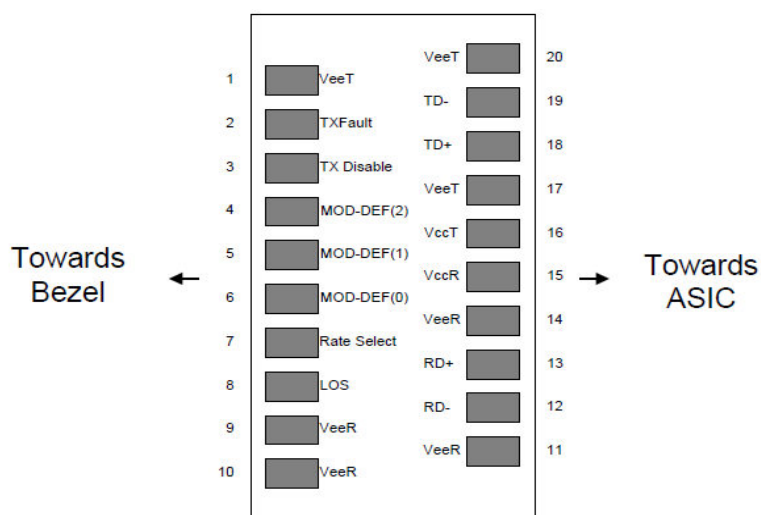 VeeT 20
1 VeeT
TD- 19
2 TXFault
TD+ 18
3 TX Disable
VeeT 17
4 MOD-DEF(2)
VccT 16
5 MOD-DEF(1)
Towards
Bezel
VccR 15
Towards
ASIC
6 MOD-DEF(0)
VeeR 14
7 Rate Select
RD+ 13
8 LOS
RD- 12
9 VeeR
VeeR 11
10 VeeR